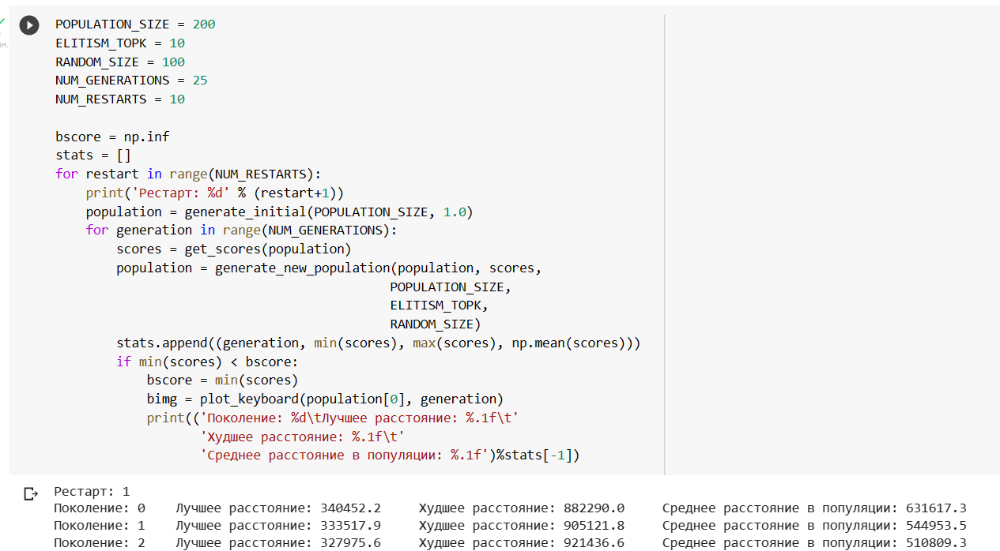 POPULATION_SIZE = 200
ELITISM_TOPK = 10
RANDOM_SIZE = 100
NUM_GENERATIONS = 25
NUM_RESTARTS = 10

bscore = np.inf
stats = []
for restart in range(NUM_RESTARTS):
    print('Рестарт: %d' % (restart+1))
    population = generate_initial(POPULATION_SIZE, 1.0)
    for generation in range(NUM_GENERATIONS):
        scores = get_scores(population)
        population = generate_new_population(population, scores,
                                            POPULATION_SIZE,
                                            ELITISM_TOPK,
                                            RANDOM_SIZE)
        stats.append((generation, min(scores), max(scores), np.mean(scores)))
        if min(scores) < bscore:
            bscore = min(scores)
            bimg = plot_keyboard(population[0], generation)
            print(('Поколение: %d\tЛучшее расстояние: %.1f\t'
                   'Худшее расстояние: %.1f\t'
                   'Среднее расстояние в популяции: %.1f')%stats[-1])
Рестарт: 1
Поколение: 0    Лучшее расстояние: 340452.2     Худшее расстояние: 882290.0     Среднее расстояние в популяции: 631617.3
Поколение: 1    Лучшее расстояние: 333517.9     Худшее расстояние: 905121.8     Среднее расстояние в популяции: 544953.5
Поколение: 2    Лучшее расстояние: 327975.6     Худшее расстояние: 921436.6     Среднее расстояние в популяции: 510809.3